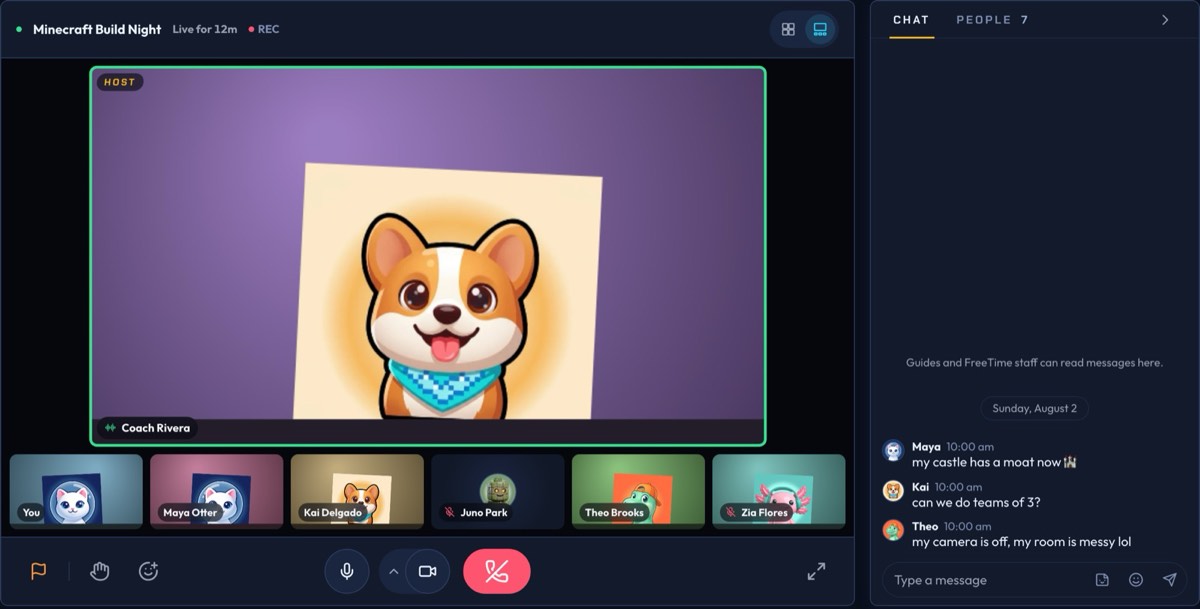 Minecraft Build Night
Live for 12m
REC
HOST
Coach Rivera
You
Maya Otter
Kai Delgado
Juno Park
Theo Brooks
Zia Flores
CHAT
PEOPLE 7
Guides and FreeTime staff can read messages here.
Sunday, August 2
Maya 10:00 am
my castle has a moat now 🏰
Kai 10:00 am
can we do teams of 3?
Theo 10:00 am
my camera is off, my room is messy lol
Type a message